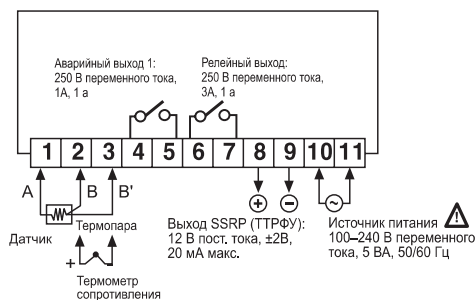 Аварийный выход 1:
250 В переменного тока,
1А, 1 а
Релейный выход:
250 В переменного тока,
3А, 1 а
1 2 3 4 5 6 7 8 9 10 11
A B B'
Датчик
Термопара
+ -
Термометр
сопротивления
+ −
Выход SSRP (ТТРФУ):
12 В пост. тока, ±2В,
20 мА макс.
~
Источник питания
100–240 В переменного
тока, 5 ВА, 50/60 Гц